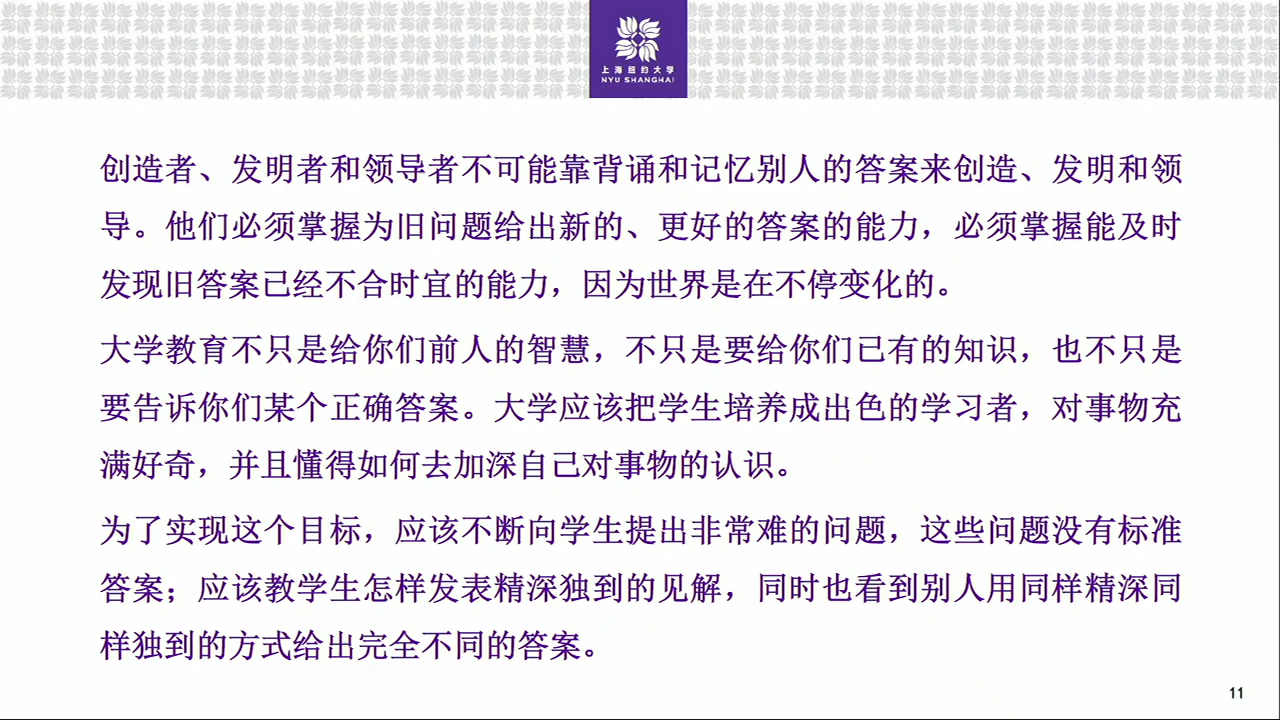 上海纽约大学
NYU SHANGHAI
创造者、发明者和领导者不可能靠背诵和记忆别人的答案来创造、发明和领
导。他们必须掌握为旧问题给出新的、更好的答案的能力，必须掌握能及时
发现旧答案已经不合时宜的能力，因为世界是在不停变化的。
大学教育不只是给你们前人的智慧，不只是要给你们已有的知识，也不只是
要告诉你们某个正确答案。大学应该把学生培养成出色的学习者，对事物充
满好奇，并且懂得如何去加深自己对事物的认识。
为了实现这个目标，应该不断向学生提出非常难的问题，这些问题没有标准
答案；应该教学生怎样发表精深独到的见解，同时也看到别人用同样精深同
样独到的方式给出完全不同的答案。
11